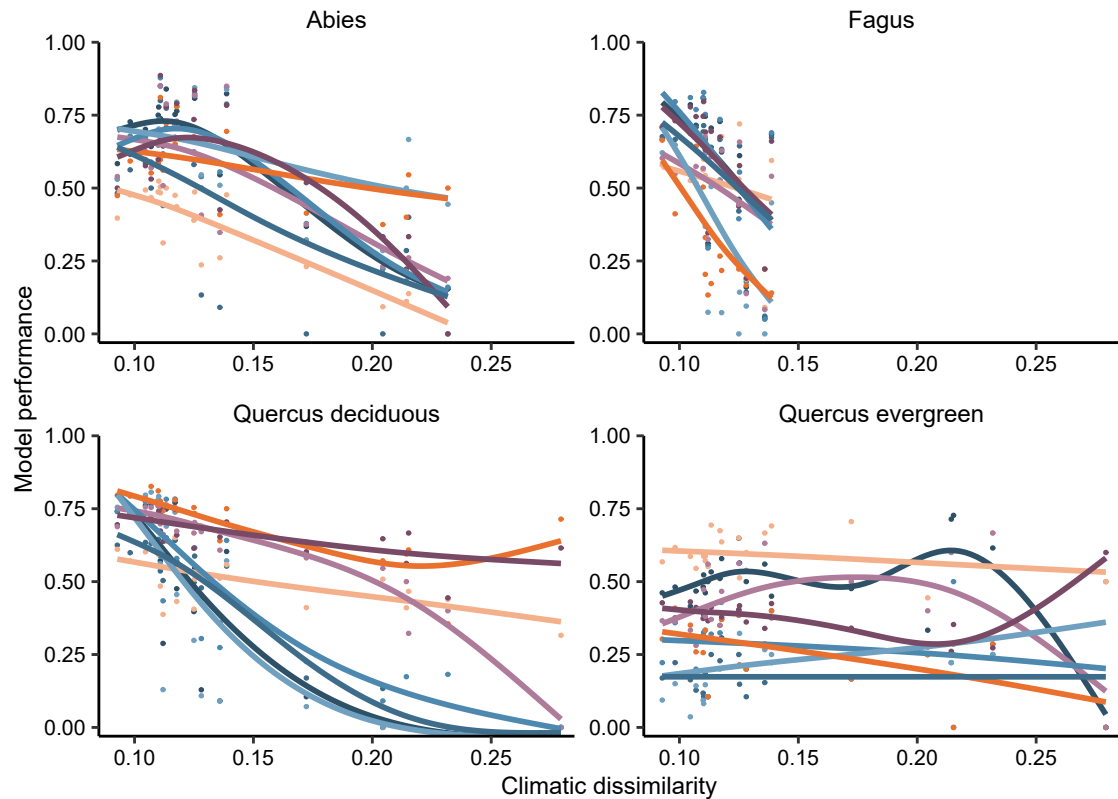 Abies
Fagus
1.00
0.75
0.50
0.25
0.00
0.10 0.15 0.20 0.25
1.00
0.75
0.50
0.25
0.00
0.10 0.15 0.20 0.25
Quercus deciduous
Quercus evergreen
1.00
0.75
0.50
0.25
0.00
0.10 0.15 0.20 0.25
1.00
0.75
0.50
0.25
0.00
0.10 0.15 0.20 0.25
Model performance
Climatic dissimilarity